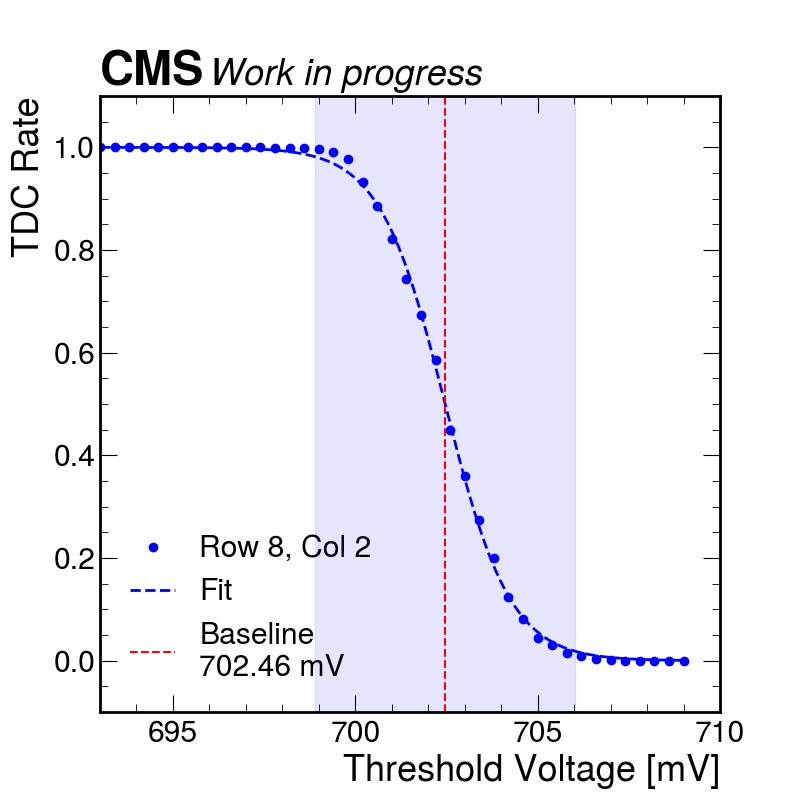 CMS Work in progress
TDC Rate
1.0
0.8
0.6
0.4
0.2
0.0
Row 8, Col 2
Fit
Baseline
702.46 mV
695
700
705
710
Threshold Voltage [mV]